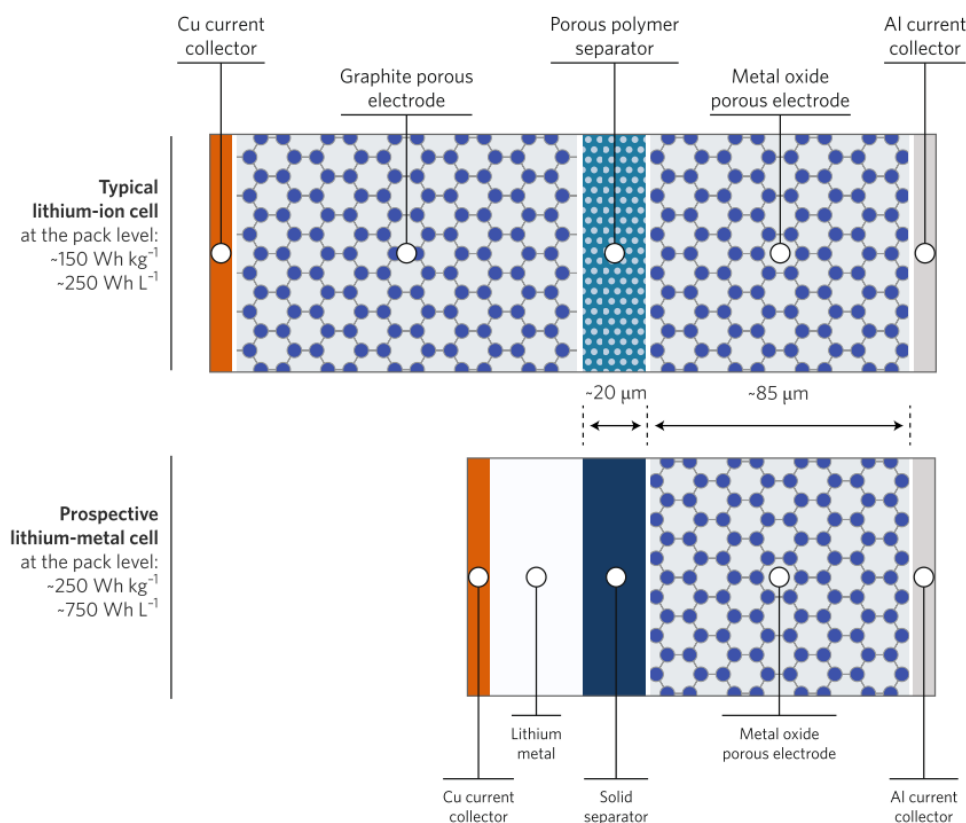 Cu current
collector
Graphite porous
electrode
Porous polymer
separator
Metal oxide
porous electrode
Al current
collector
Typical
lithium-ion cell
at the pack level:
~150 Wh kg⁻¹
~250 Wh L⁻¹
~20 μm
~85 μm
Prospective
lithium-metal cell
at the pack level:
~250 Wh kg⁻¹
~750 Wh L⁻¹
Lithium
metal
Metal oxide
porous electrode
Cu current
collector
Solid
separator
Al current
collector